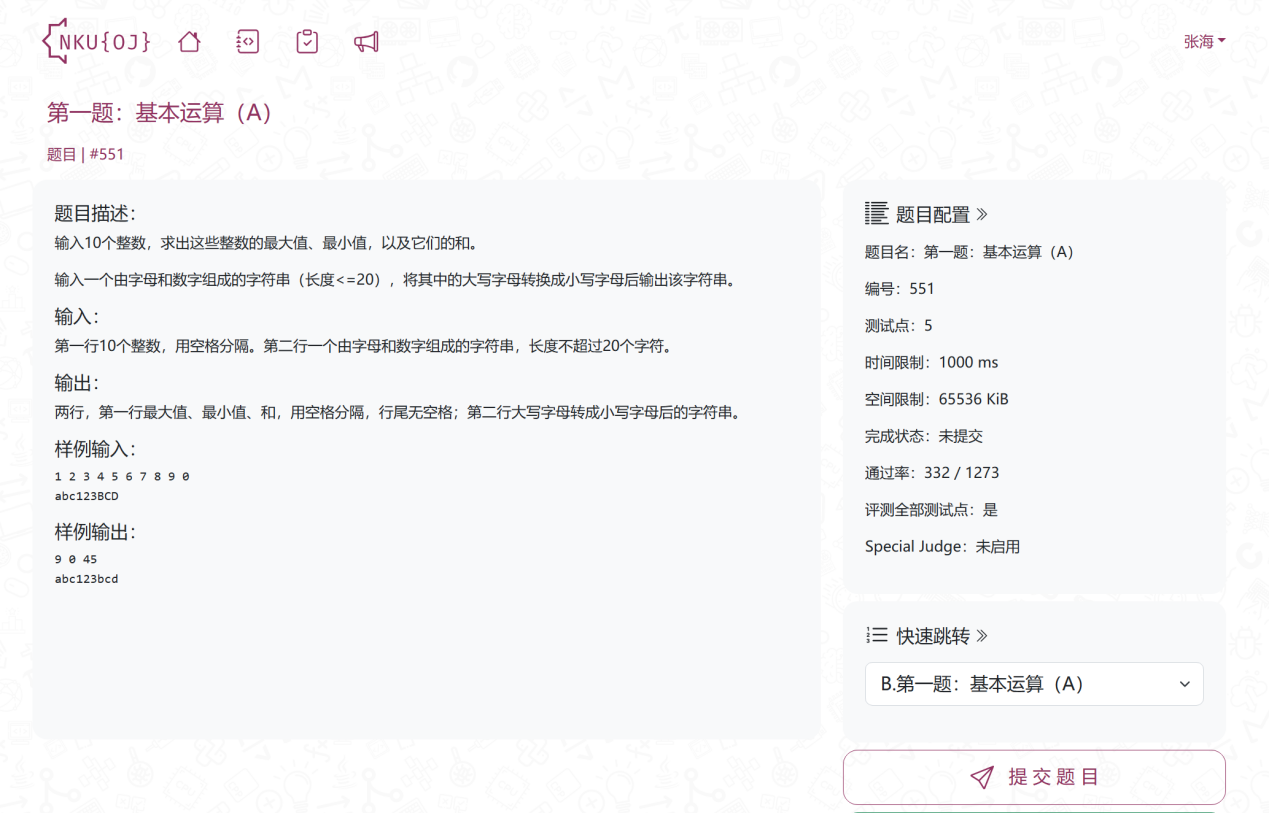 NKU{OJ}
张海
第一题：基本运算（A）
题目 | #551
题目描述：
输入10个整数，求出这些整数的最大值、最小值，以及它们的和。
输入一个由字母和数字组成的字符串（长度<=20），将其中的大写字母转换成小写字母后输出该字符串。
输入：
第一行10个整数，用空格分隔。第二行一个由字母和数字组成的字符串，长度不超过20个字符。
输出：
两行，第一行最大值、最小值、和，用空格分隔，行尾无空格；第二行大写字母转成小写字母后的字符串。
样例输入：
1 2 3 4 5 6 7 8 9 0
abc123BCD
样例输出：
9 0 45
abc123bcd
题目配置
题目名：第一题：基本运算（A）
编号：551
测试点：5
时间限制：1000 ms
空间限制：65536 KiB
完成状态：未提交
通过率：332 / 1273
评测全部测试点：是
Special Judge：未启用
快速跳转
B.第一题：基本运算（A）
提交题目